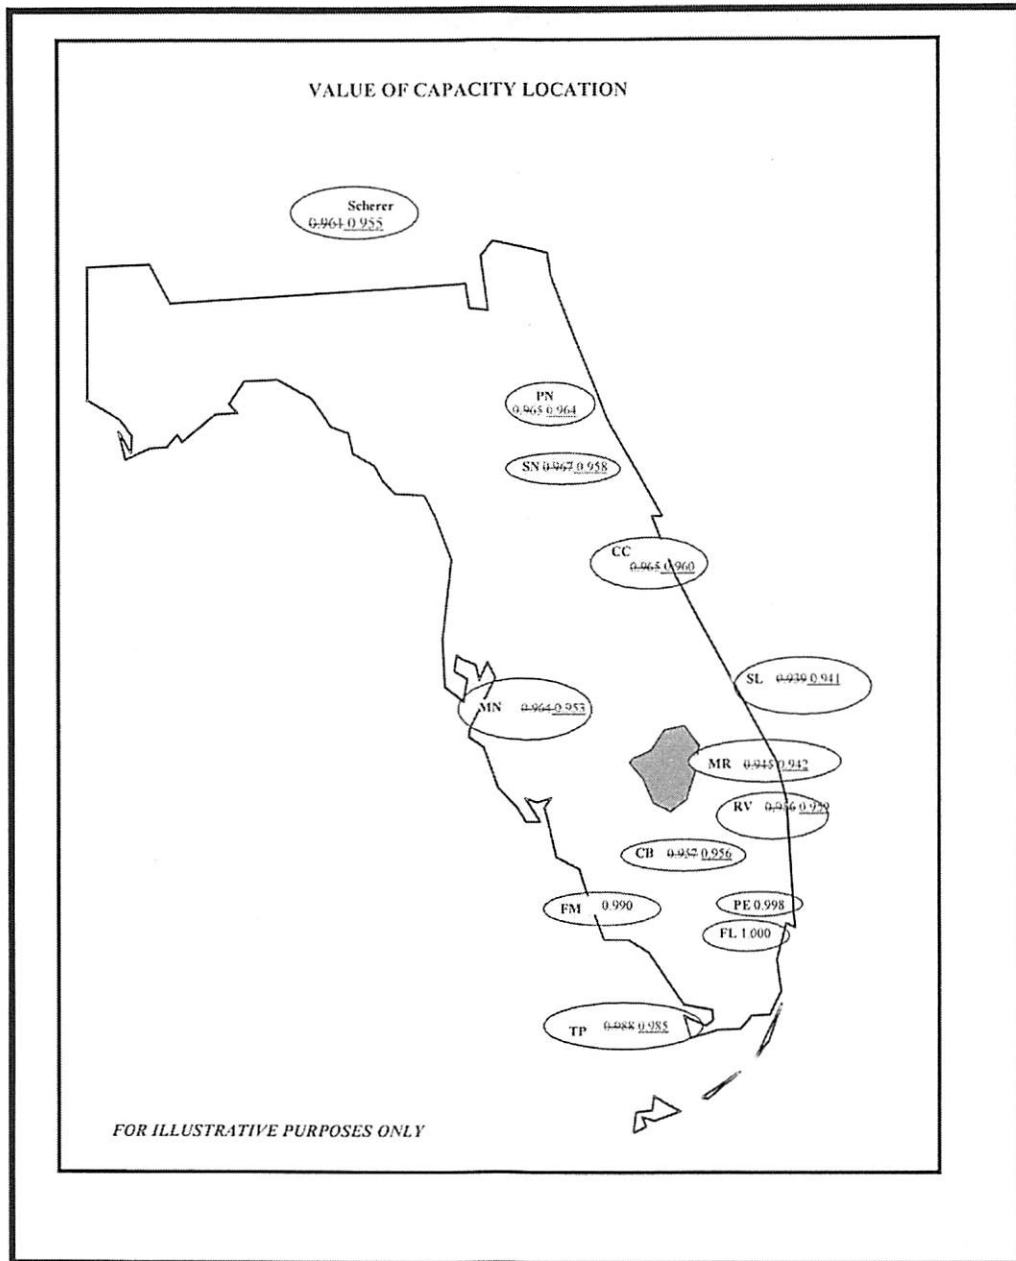 VALUE OF CAPACITY LOCATION
Scherer
0.961 0.955
PN
0.965 0.964
SN 0.967 0.958
CC
0.965 0.960
SL 0.939 0.941
MN 0.964 0.953
MR 0.945 0.942
RV 0.956
CB 0.957 0.956
FM 0.990
PE 0.998
FL 1.000
TP 0.988 0.985
FOR ILLUSTRATIVE PURPOSES ONLY